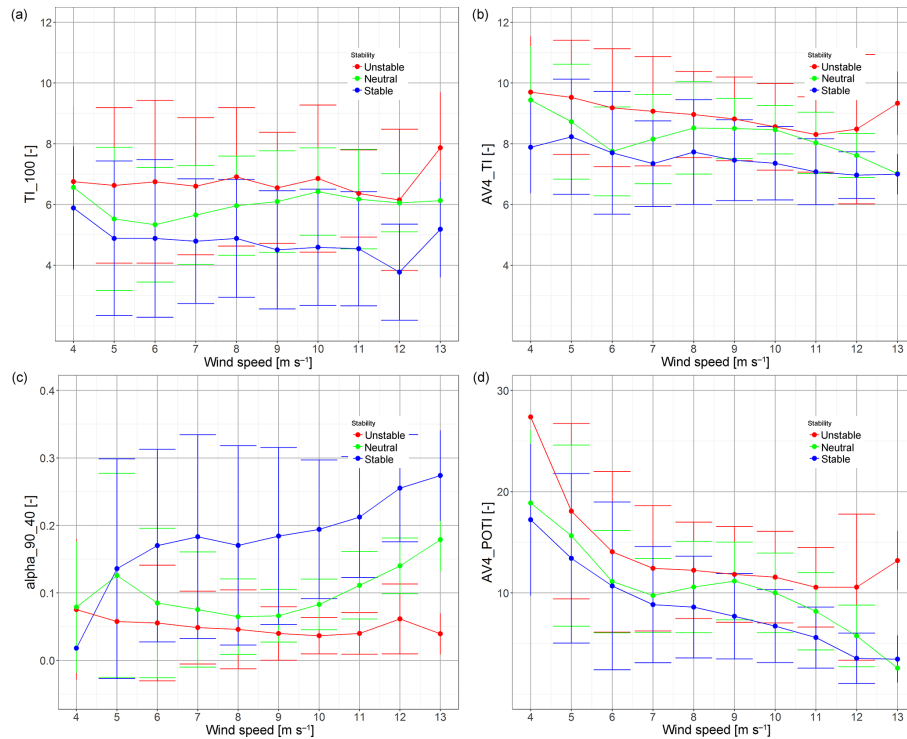 (a)
TI_100 [-]
12
10
8
6
4
Stability
Unstable
Neutral
Stable
4 5 6 7 8 9 10 11 12 13
Wind speed [m s⁻¹]
(b)
AV4_TI [-]
12
10
8
6
4
Stability
Unstable
Neutral
Stable
4 5 6 7 8 9 10 11 12 13
Wind speed [m s⁻¹]
(c)
alpha_90_40 [-]
0.4
0.3
0.2
0.1
0.0
Stability
Unstable
Neutral
Stable
4 5 6 7 8 9 10 11 12 13
Wind speed [m s⁻¹]
(d)
AV4_POTI [-]
30
20
10
Stability
Unstable
Neutral
Stable
4 5 6 7 8 9 10 11 12 13
Wind speed [m s⁻¹]